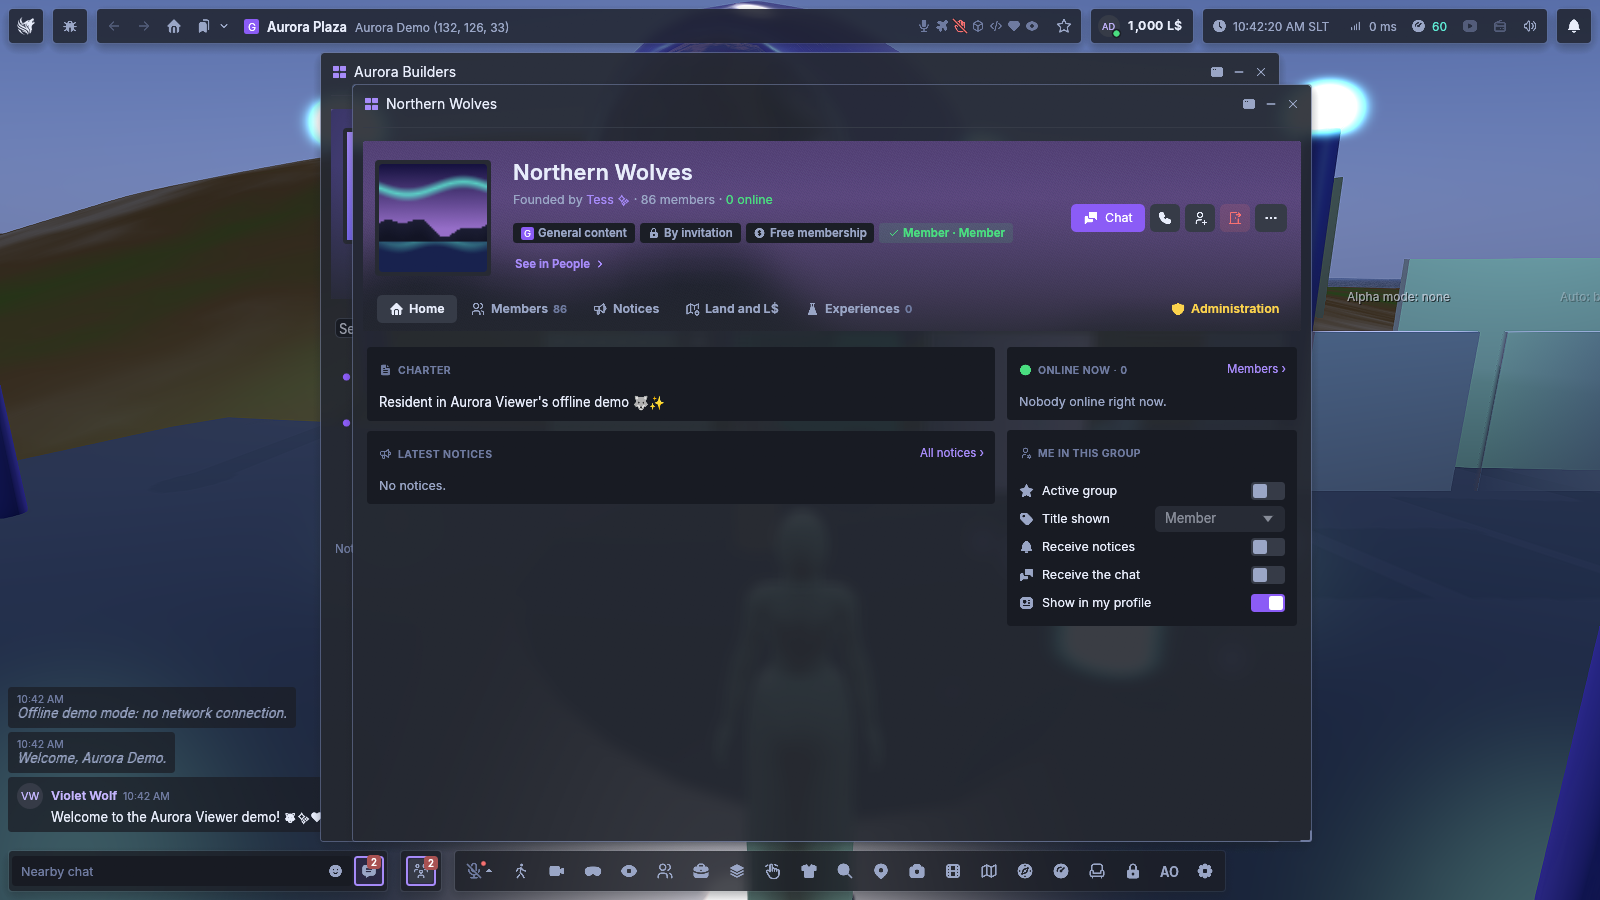 Aurora Plaza Aurora Demo (132, 126, 33)
AD 1,000 L$
10:42:20 AM SLT 0 ms 60
Aurora Builders
Northern Wolves
Northern Wolves
Founded by Tess · 86 members · 0 online
G General content By invitation Free membership Member · Member
Chat
See in People
Home Members 86 Notices Land and L$ Experiences 0 Administration
Alpha mode: none
CHARTER
Resident in Aurora Viewer's offline demo 🐺✨
ONLINE NOW · 0 Members ›
Nobody online right now.
LATEST NOTICES All notices ›
No notices.
ME IN THIS GROUP
Active group
Title shown Member
Receive notices
Receive the chat
Show in my profile
10:42 AM
Offline demo mode: no network connection.
10:42 AM
Welcome, Aurora Demo.
VW Violet Wolf 10:42 AM
Welcome to the Aurora Viewer demo!
Nearby chat 2 2 AO